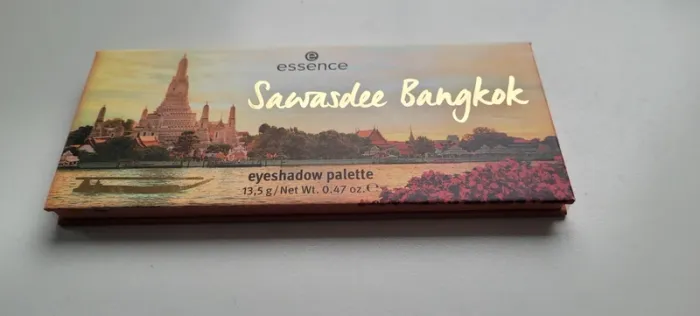 essence
Sawasdee Bangkok
eyeshadow palette
13,5 g/Net Wt. 0.47 oz. ℮